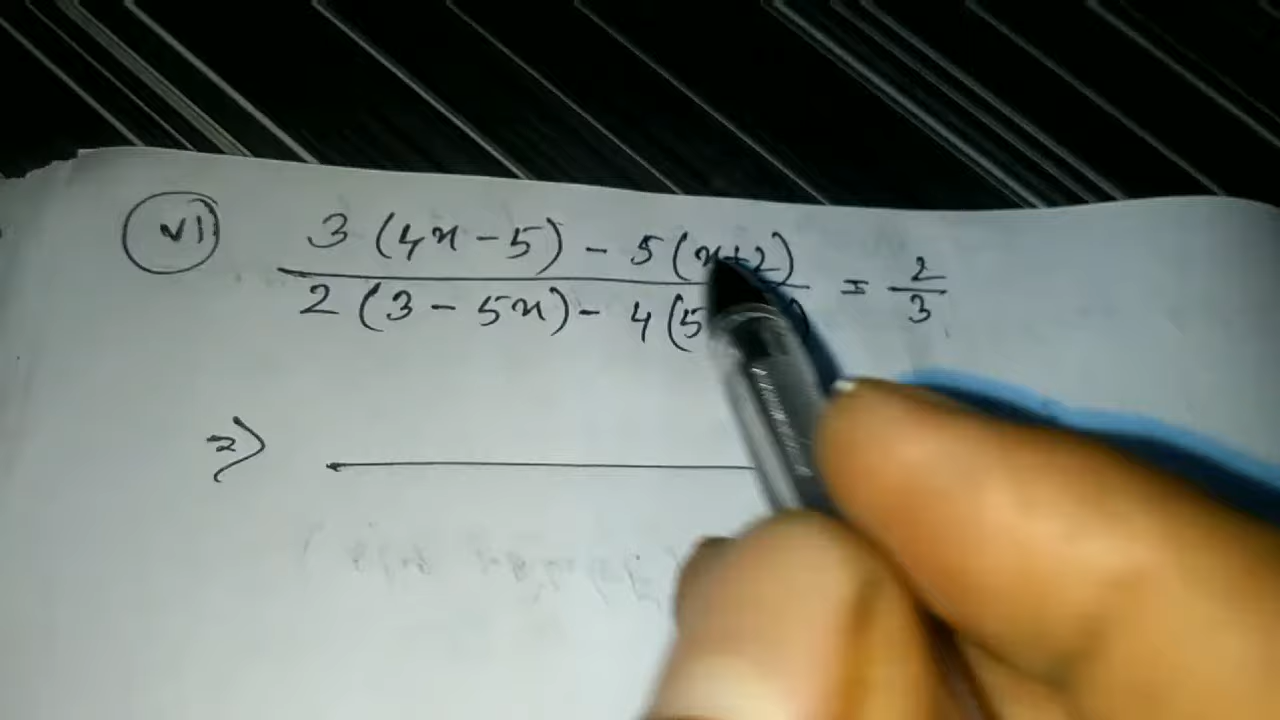 vi
3 (4x - 5) - 5 (x+2)
2 (3 - 5x) - 4 (5
= 2/3
=>